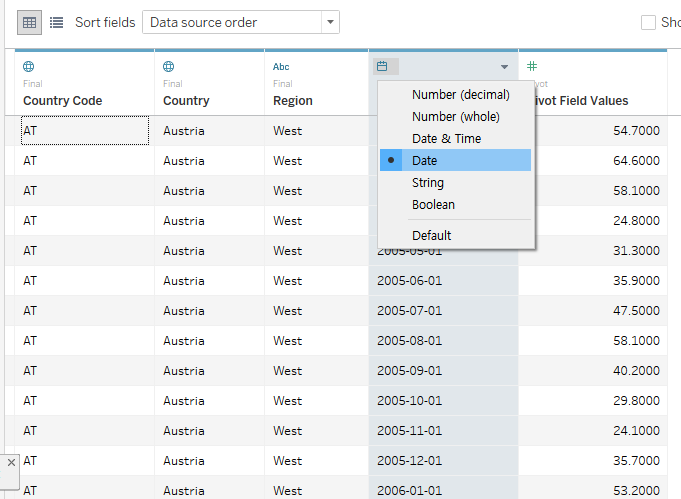 Sort fields Data source order Sho
Abc
Final Final Final ivot
Country Code Country Region ivot Field Values
Number (decimal)
Number (whole)
Date & Time
Date
String
Boolean
Default
AT Austria West 54.7000
AT Austria West 64.6000
AT Austria West 58.1000
AT Austria West 24.8000
AT Austria West 2005-05-01 31.3000
AT Austria West 2005-06-01 35.9000
AT Austria West 2005-07-01 47.5000
AT Austria West 2005-08-01 58.1000
AT Austria West 2005-09-01 40.2000
AT Austria West 2005-10-01 29.8000
AT Austria West 2005-11-01 24.1000
AT Austria West 2005-12-01 35.7000
AT Austria West 2006-01-01 53.2000